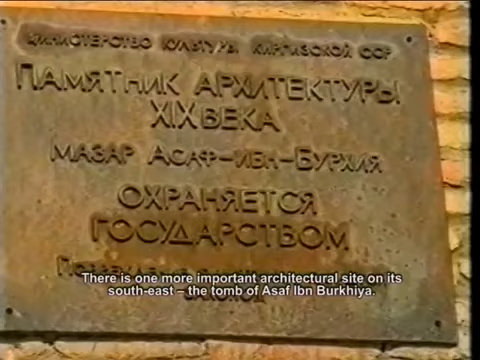 МИНИСТЕРСТВО КУЛЬТУРЫ КИРГИЗСКОЙ ССР
ПАМЯТНИК АРХИТЕКТУРЫ
XIX ВЕКА
МАЗАР АСАФ-ИБН-БУРХИЯ
ОХРАНЯЕТСЯ
ГОСУДАРСТВОМ
There is one more important architectural site on its
south-east – the tomb of Asaf Ibn Burkhiya.